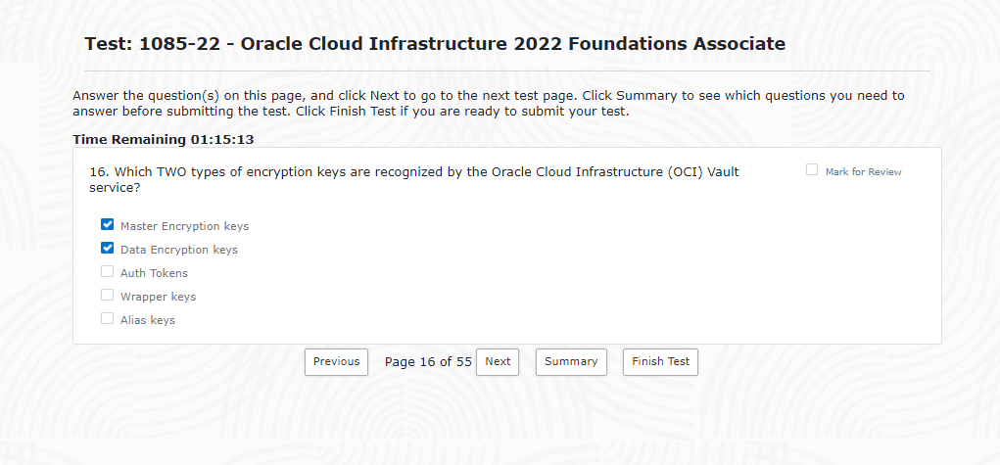 Test: 1085-22 - Oracle Cloud Infrastructure 2022 Foundations Associate
Answer the question(s) on this page, and click Next to go to the next test page. Click Summary to see which questions you need to
answer before submitting the test. Click Finish Test if you are ready to submit your test.
Time Remaining 01:15:13
16. Which TWO types of encryption keys are recognized by the Oracle Cloud Infrastructure (OCI) Vault
service?
Mark for Review
Master Encryption keys
Data Encryption keys
Auth Tokens
Wrapper keys
Alias keys
Previous Page 16 of 55 Next Summary Finish Test